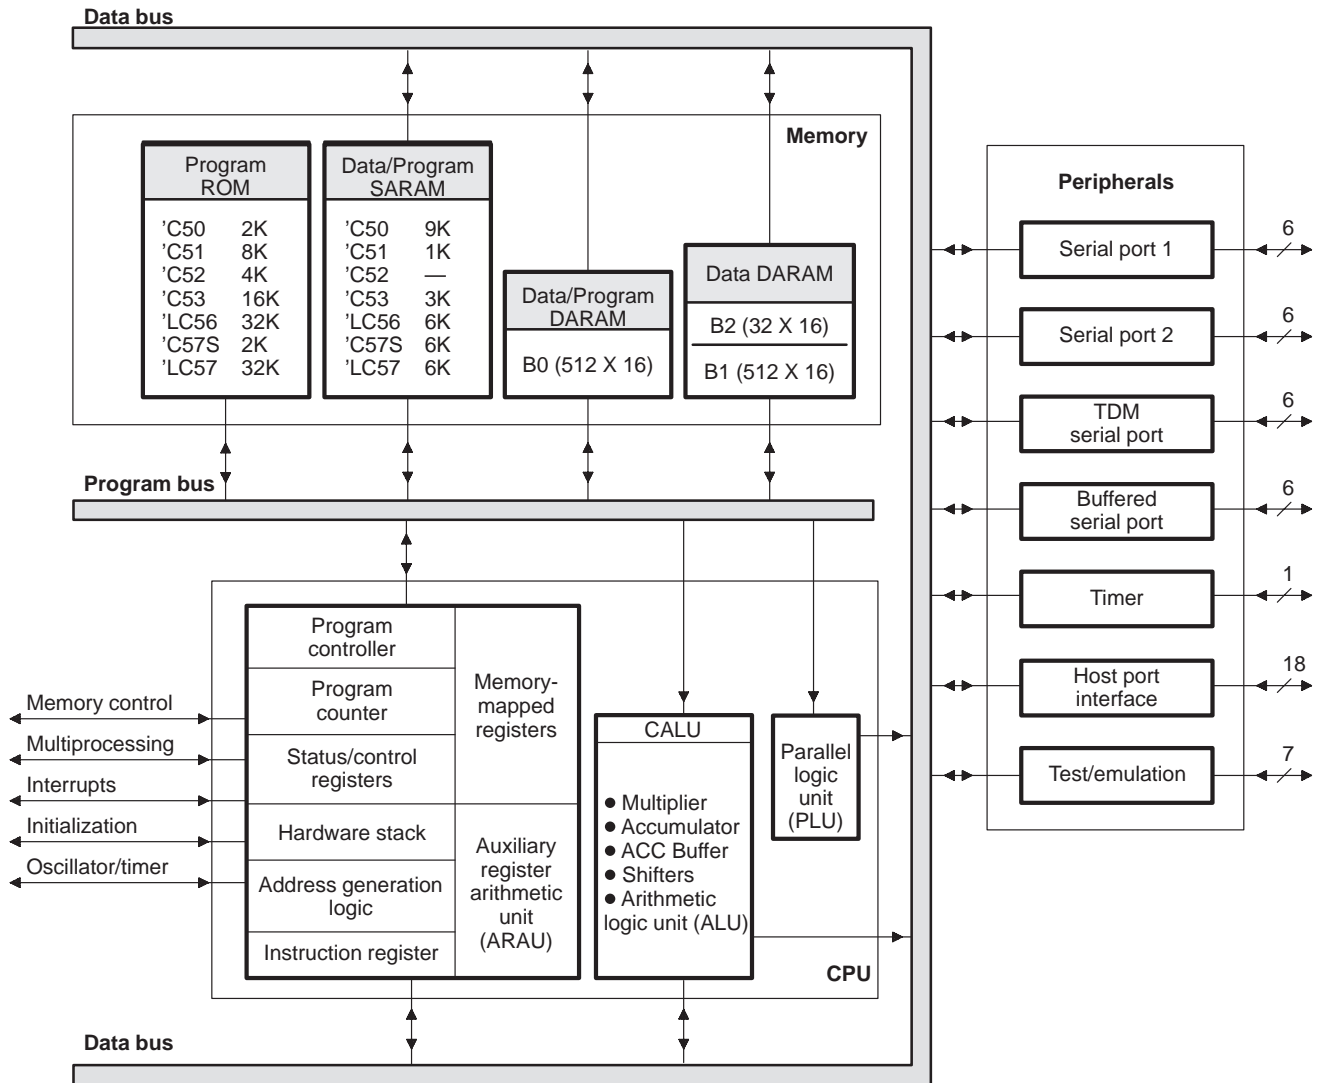 Data bus
Memory
Program
ROM
'C50 2K
'C51 8K
'C52 4K
'C53 16K
'LC56 32K
'C57S 2K
'LC57 32K
Data/Program
SARAM
'C50 9K
'C51 1K
'C52 —
'C53 3K
'LC56 6K
'C57S 6K
'LC57 6K
Data/Program
DARAM
B0 (512 X 16)
Data DARAM
B2 (32 X 16)
B1 (512 X 16)
Program bus
Program
controller
Program
counter
Status/control
registers
Hardware stack
Address generation
logic
Instruction register
Memory-
mapped
registers
Auxiliary
register
arithmetic
unit
(ARAU)
CALU
● Multiplier
● Accumulator
● ACC Buffer
● Shifters
● Arithmetic
logic unit (ALU)
Parallel
logic
unit
(PLU)
CPU
Memory control
Multiprocessing
Interrupts
Initialization
Oscillator/timer
Data bus
Peripherals
Serial port 1
6
Serial port 2
6
TDM
serial port
6
Buffered
serial port
6
Timer
1
Host port
interface
18
Test/emulation
7